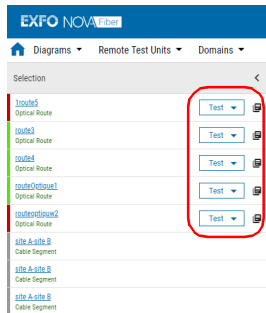 EXFO NOVA Fiber
Diagrams Remote Test Units Domains
Selection
1route5 Test
Optical Route
route3 Test
Optical Route
route4 Test
Optical Route
routeOptique1 Test
Optical Route
routeoptiquw2 Test
Optical Route
site A-site B
Cable Segment
site A-site B
Cable Segment
site A-site B
Cable Segment